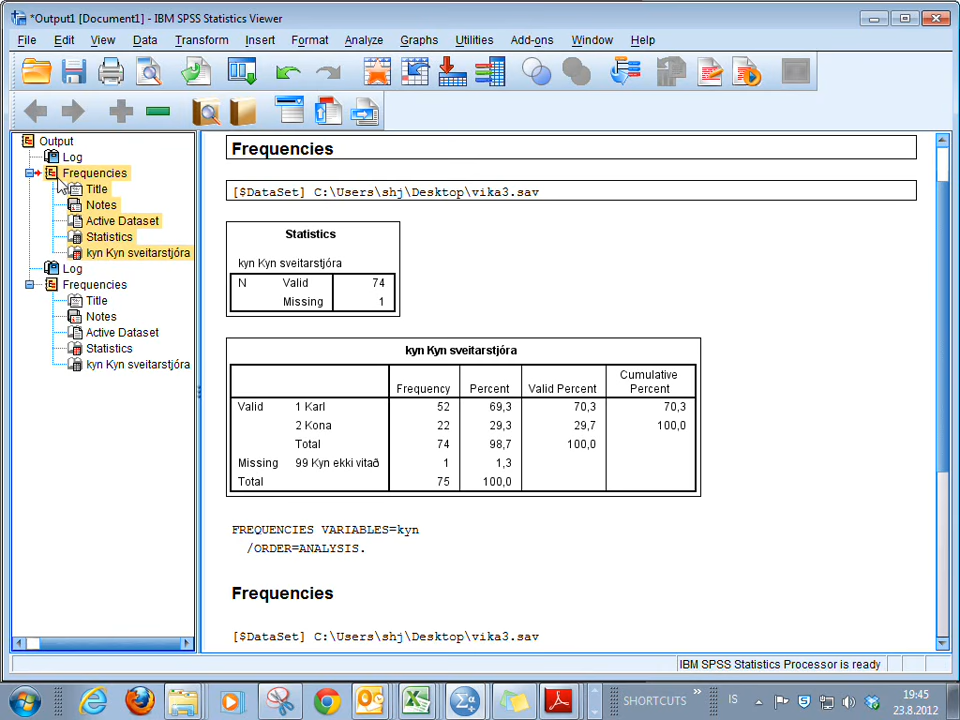 *Output1 [Document1] - IBM SPSS Statistics Viewer
File Edit View Data Transform Insert Format Analyze Graphs Utilities Add-ons Window Help
Output
Log
Frequencies
Title
Notes
Active Dataset
Statistics
kyn Kyn sveitarstjóra
Log
Frequencies
Title
Notes
Active Dataset
Statistics
kyn Kyn sveitarstjóra
Frequencies
[$DataSet] C:\Users\shj\Desktop\vika3.sav
Statistics
kyn Kyn sveitarstjóra
N Valid 74
Missing 1
kyn Kyn sveitarstjóra
Frequency Percent Valid Percent Cumulative Percent
Valid 1 Karl 52 69,3 70,3 70,3
2 Kona 22 29,3 29,7 100,0
Total 74 98,7 100,0
Missing 99 Kyn ekki vitað 1 1,3
Total 75 100,0
FREQUENCIES VARIABLES=kyn
/ORDER=ANALYSIS.
Frequencies
[$DataSet] C:\Users\shj\Desktop\vika3.sav
IBM SPSS Statistics Processor is ready
SHORTCUTS » IS 19:45
23.8.2012